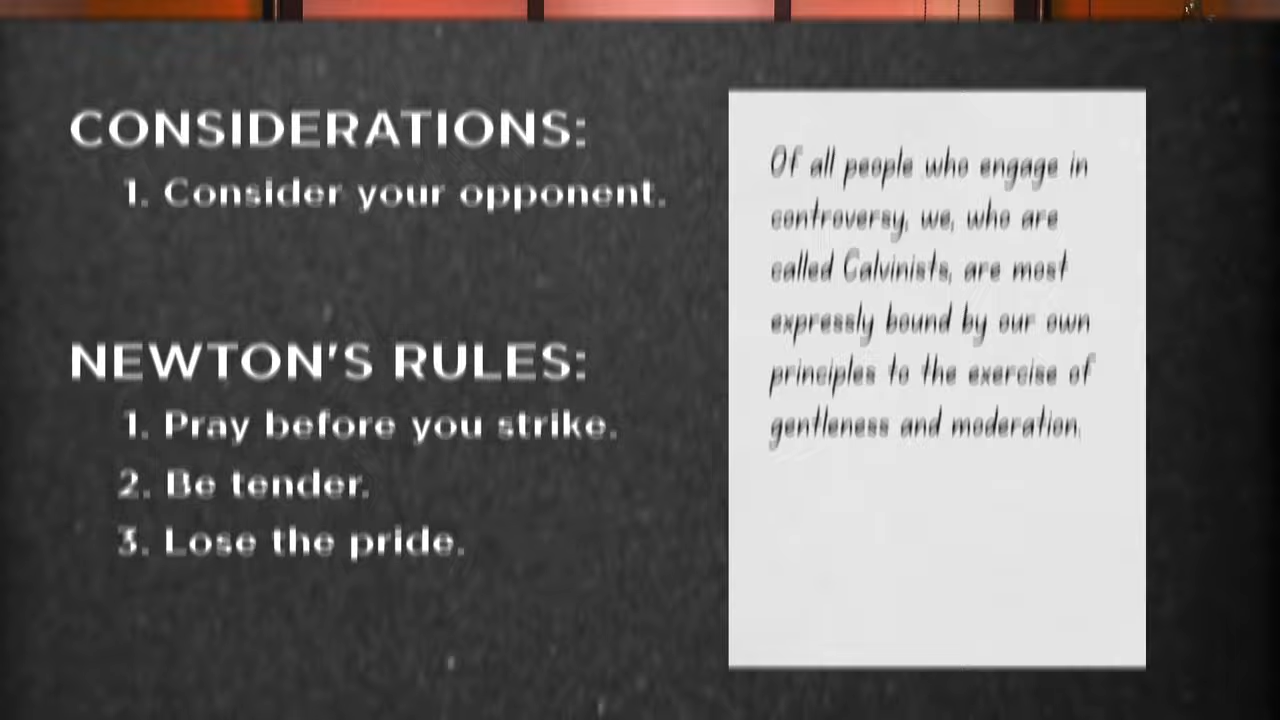 CONSIDERATIONS:
1. Consider your opponent.
NEWTON'S RULES:
1. Pray before you strike.
2. Be tender.
3. Lose the pride.
Of all people who engage in
controversy, we, who are
called Calvinists, are most
expressly bound by our own
principles to the exercise of
gentleness and moderation.